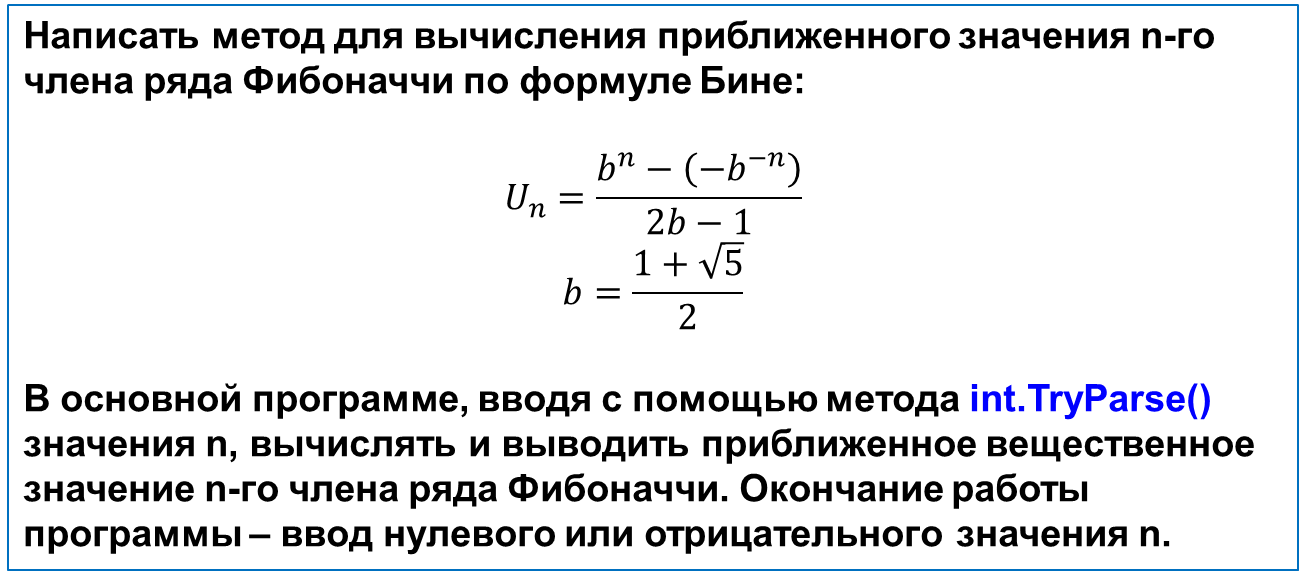 Написать метод для вычисления приближенного значения n-го
члена ряда Фибоначчи по формуле Бине:
Uₙ = (bⁿ − (−b⁻ⁿ)) / (2b − 1)
b = (1 + √5) / 2
В основной программе, вводя с помощью метода int.TryParse()
значения n, вычислять и выводить приближенное вещественное
значение n-го члена ряда Фибоначчи. Окончание работы
программы – ввод нулевого или отрицательного значения n.